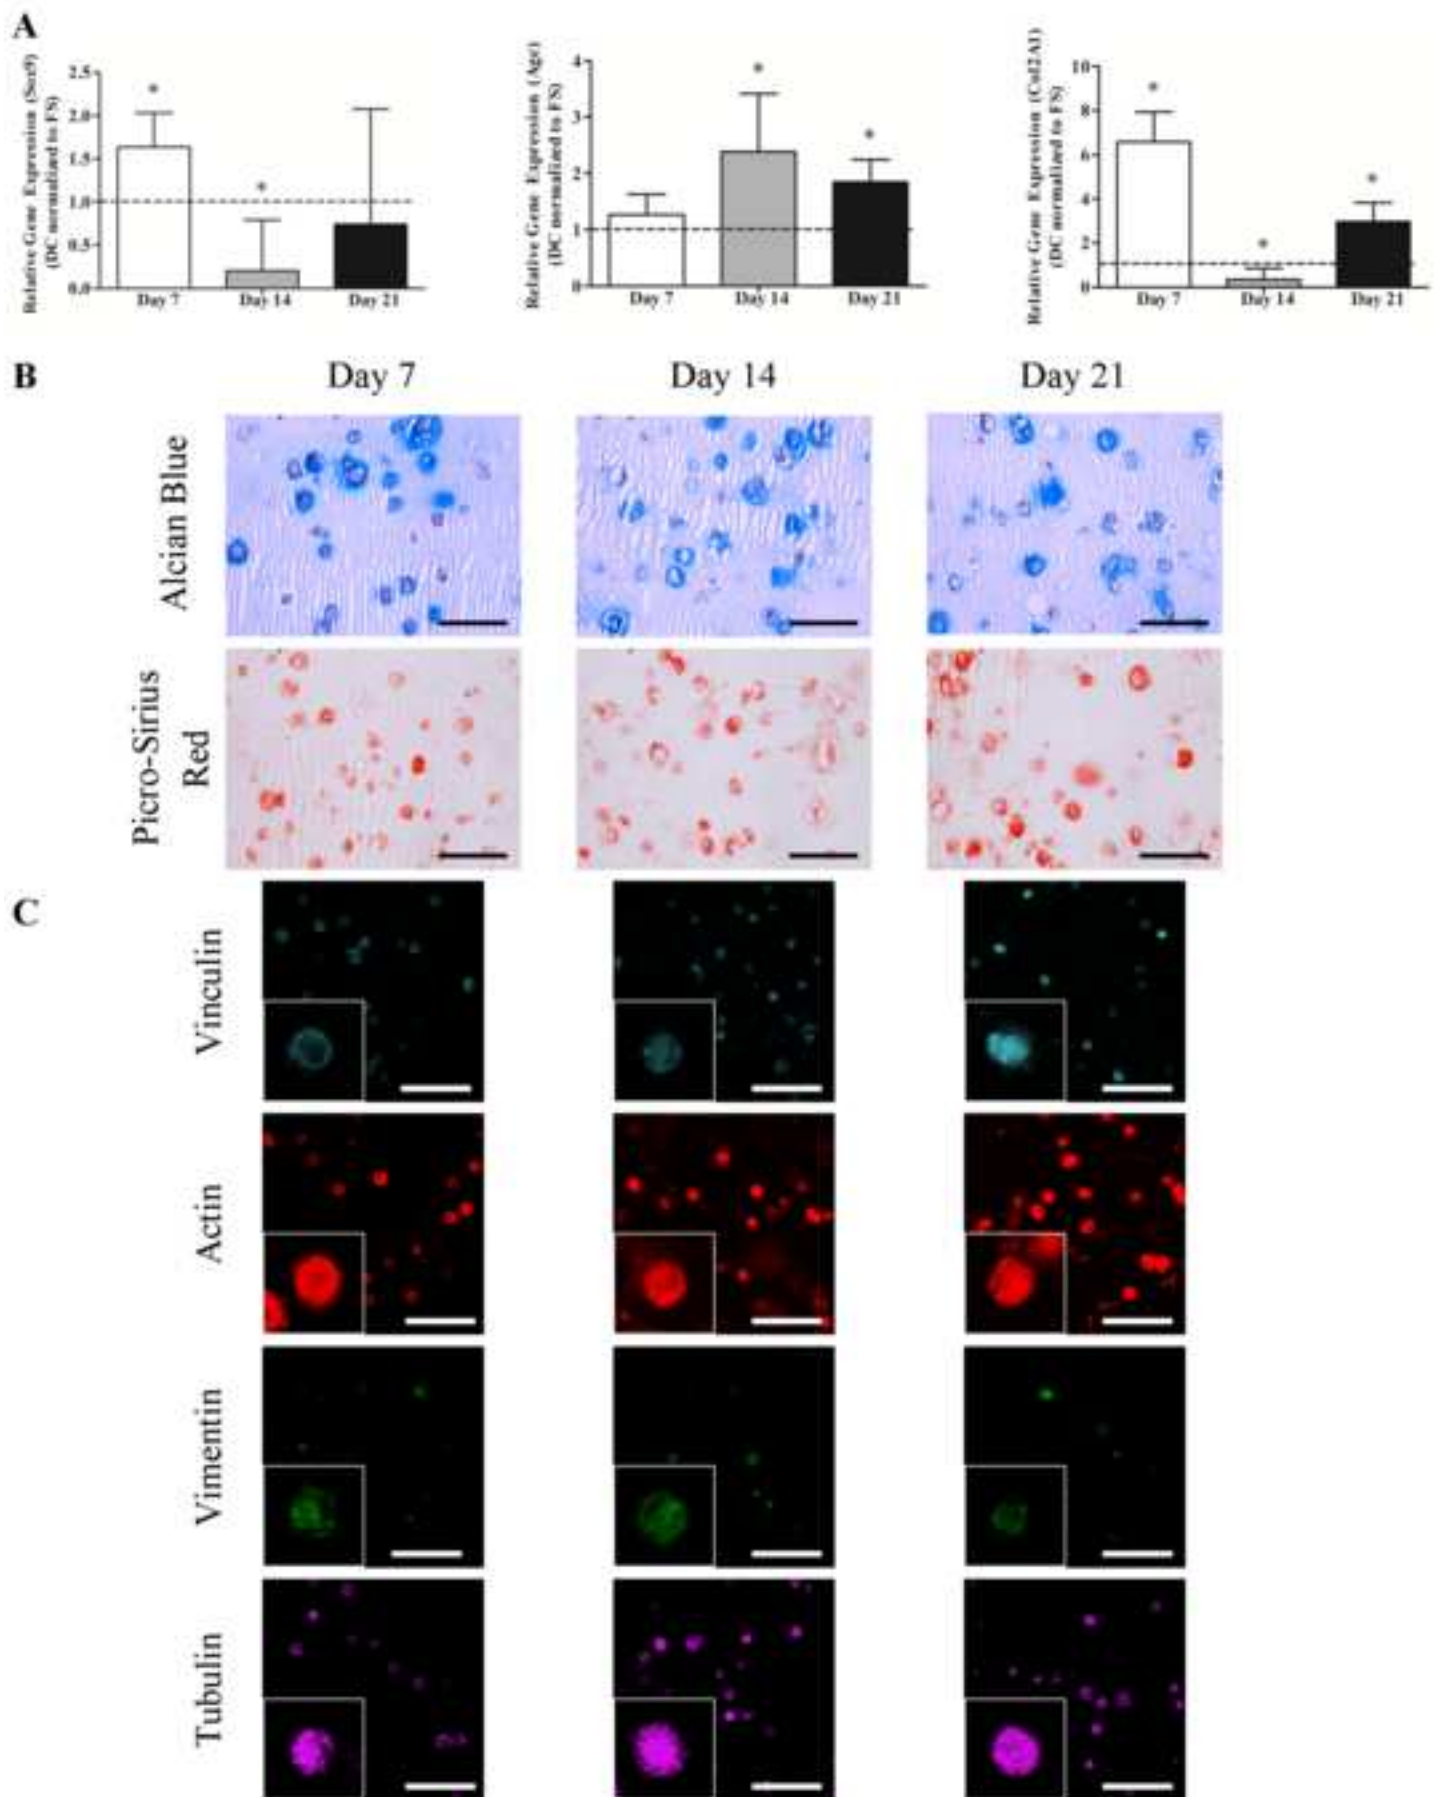 A
Relative Gene Expression (Sox9)
(DC normalized to FS)
2.5
2.0
1.5
1.0
0.5
0.0
*
*
Day 7
Day 14
Day 21
Relative Gene Expression (Agc)
(DC normalized to FS)
4
3
2
1
0
*
*
Day 7
Day 14
Day 21
Relative Gene Expression (Col2A1)
(DC normalized to FS)
10
8
6
4
2
0
*
*
*
Day 7
Day 14
Day 21
B
Day 7
Day 14
Day 21
Alcian Blue
Picro-Sirius
Red
C
Vinculin
Actin
Vimentin
Tubulin